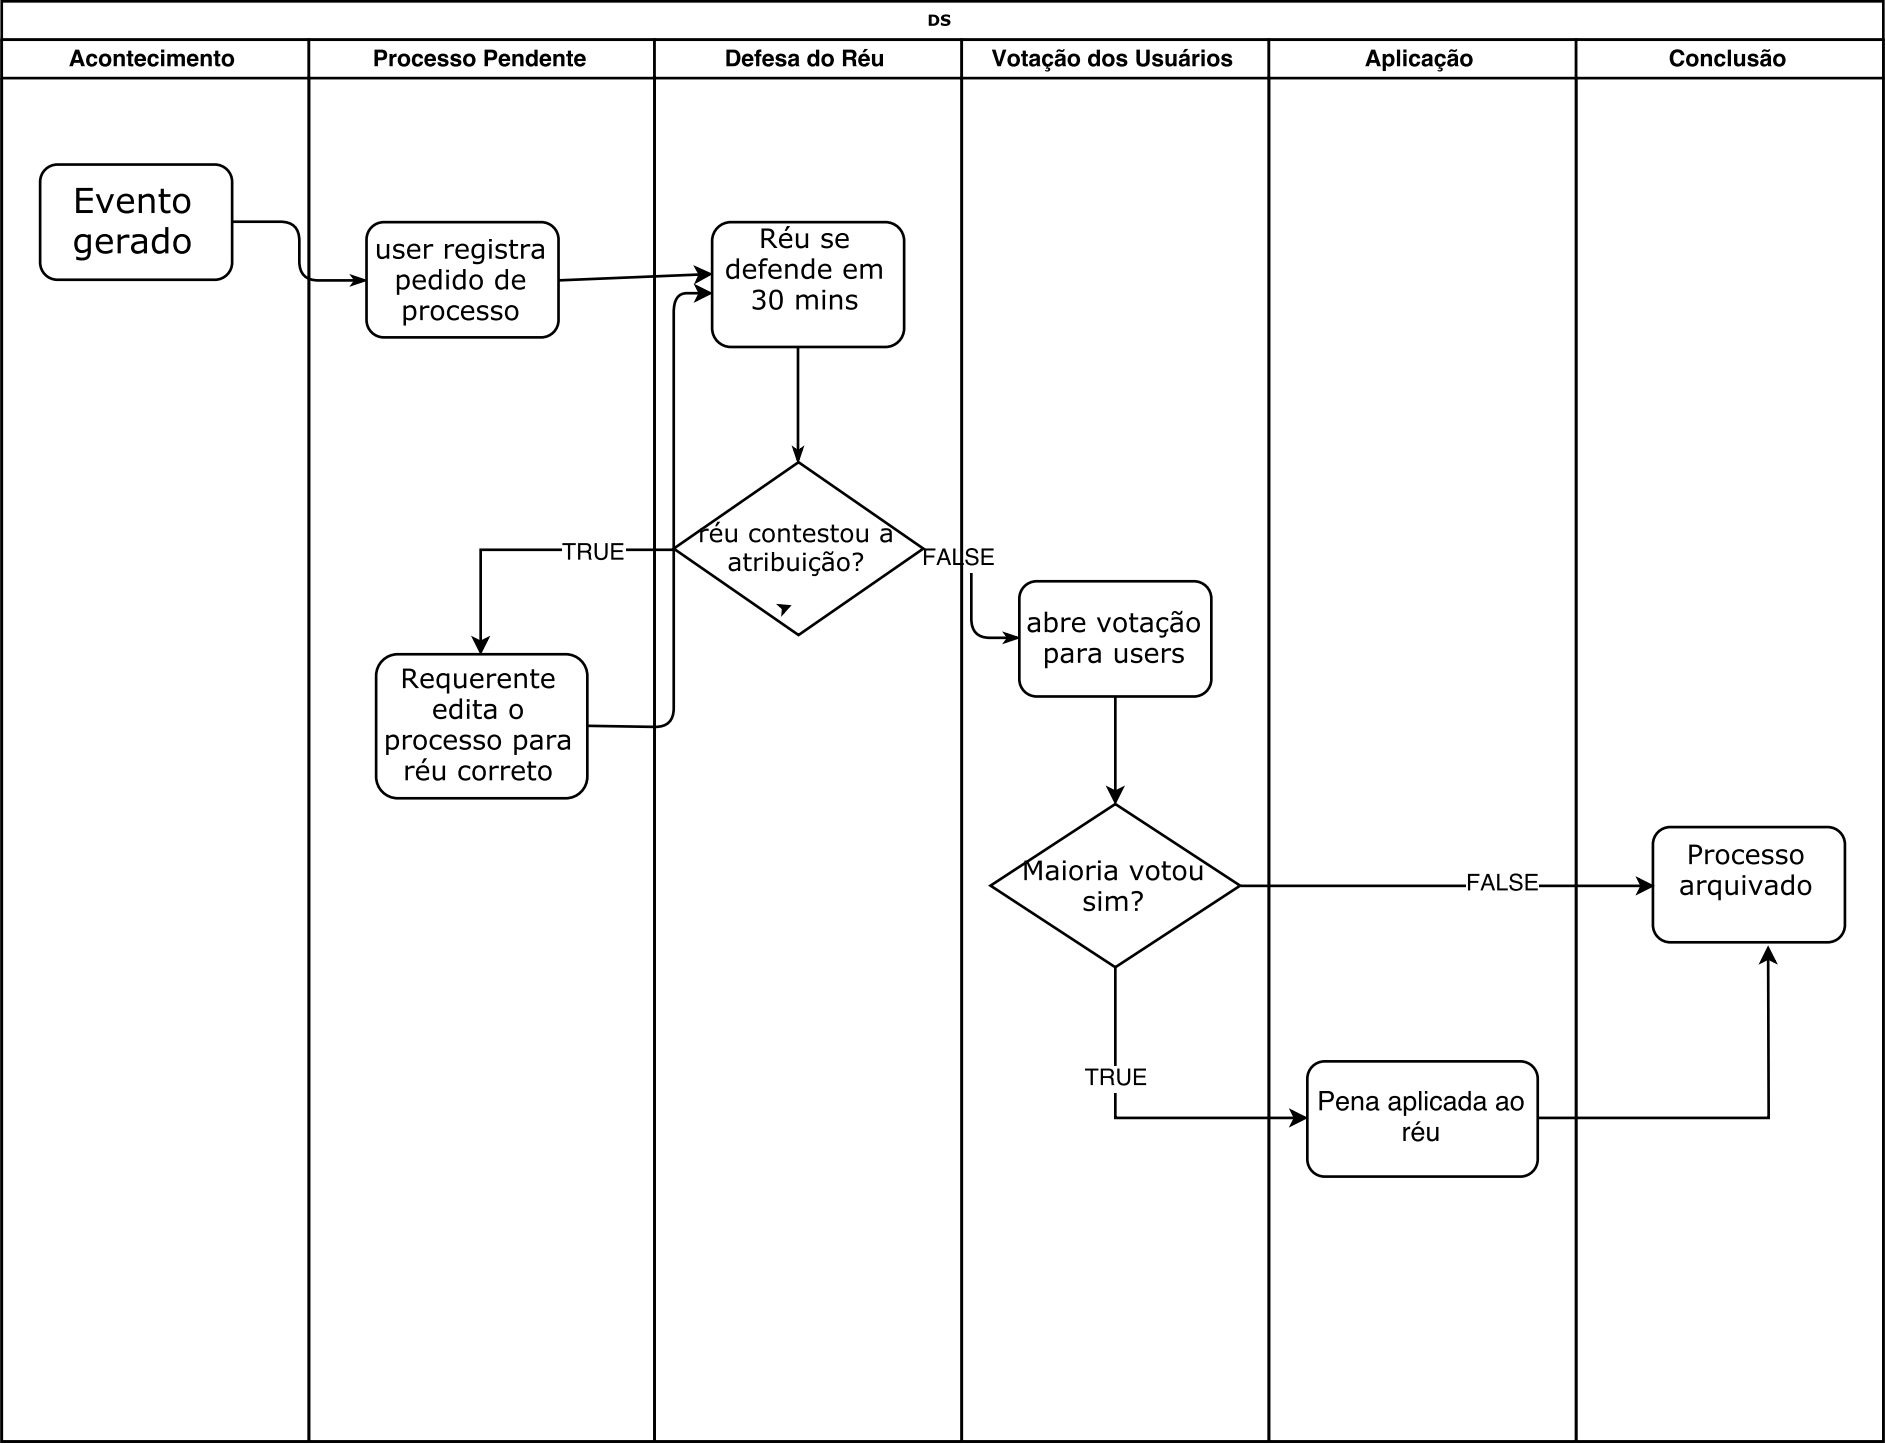 DS
Acontecimento
Processo Pendente
Defesa do Réu
Votação dos Usuários
Aplicação
Conclusão
Evento
gerado
user registra
pedido de
processo
Réu se
defende em
30 mins
réu contestou a
atribuição?
TRUE
FALSE
Requerente
edita o
processo para
réu correto
abre votação
para users
Maioria votou
sim?
FALSE
TRUE
Processo
arquivado
Pena aplicada ao
réu